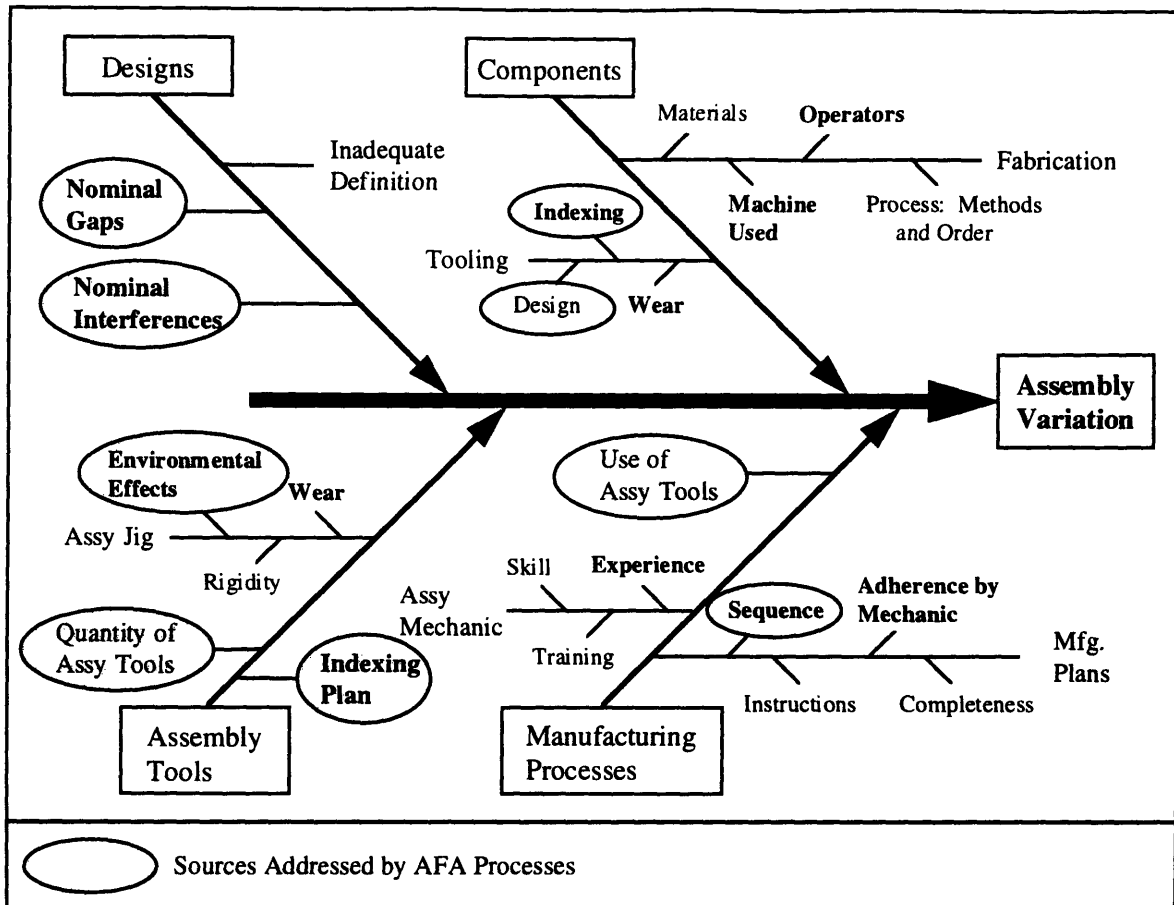 Designs
Components
Inadequate
Definition
Nominal
Gaps
Nominal
Interferences
Materials
Operators
Fabrication
Machine
Used
Process: Methods
and Order
Indexing
Tooling
Design
Wear
Assembly
Variation
Environmental
Effects
Wear
Assy Jig
Rigidity
Quantity of
Assy Tools
Indexing
Plan
Assembly
Tools
Use of
Assy Tools
Skill
Experience
Assy
Mechanic
Training
Sequence
Adherence by
Mechanic
Mfg.
Plans
Instructions
Completeness
Manufacturing
Processes
Sources Addressed by AFA Processes